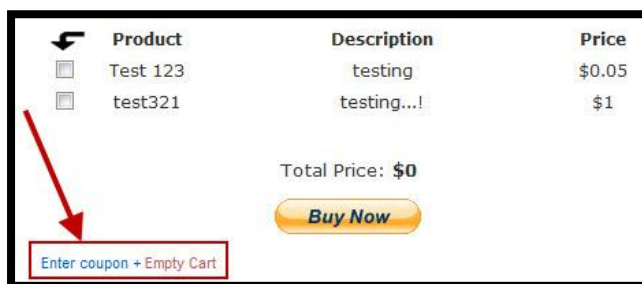 Product Description Price
Test 123 testing $0.05
test321 testing...! $1
Total Price: $0
Buy Now
Enter coupon + Empty Cart